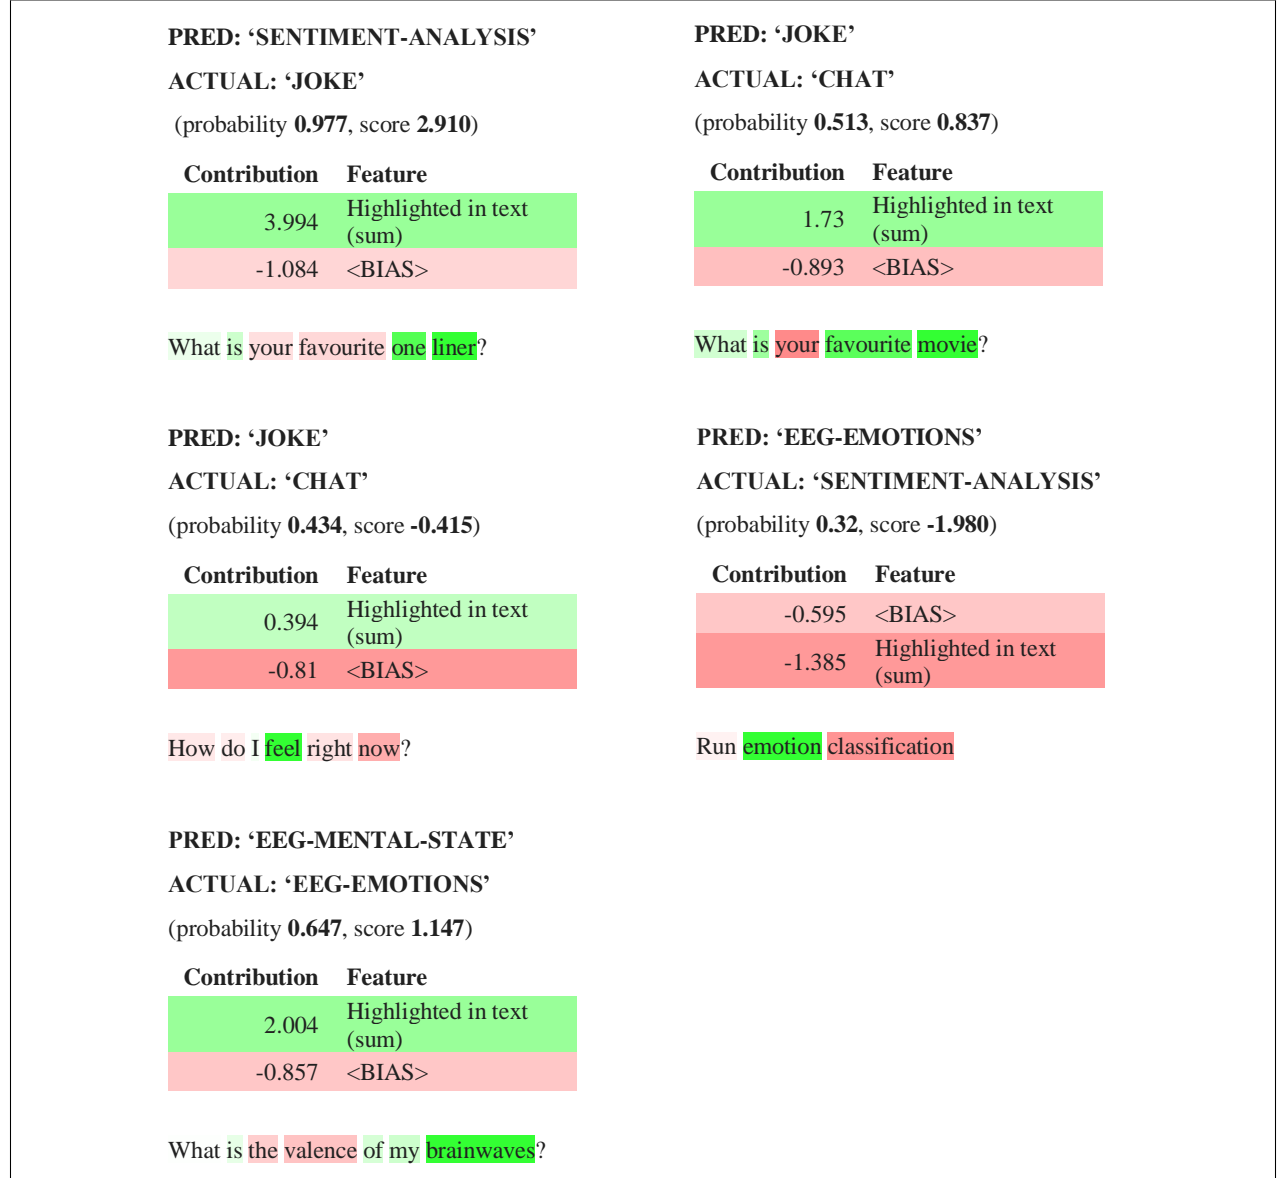 PRED: ‘SENTIMENT-ANALYSIS’
ACTUAL: ‘JOKE’
(probability 0.977, score 2.910)
Contribution Feature
3.994 Highlighted in text
(sum)
-1.084 <BIAS>
What is your favourite one liner?
PRED: ‘JOKE’
ACTUAL: ‘CHAT’
(probability 0.513, score 0.837)
Contribution Feature
1.73 Highlighted in text
(sum)
-0.893 <BIAS>
What is your favourite movie?
PRED: ‘JOKE’
ACTUAL: ‘CHAT’
(probability 0.434, score -0.415)
Contribution Feature
0.394 Highlighted in text
(sum)
-0.81 <BIAS>
How do I feel right now?
PRED: ‘EEG-EMOTIONS’
ACTUAL: ‘SENTIMENT-ANALYSIS’
(probability 0.32, score -1.980)
Contribution Feature
-0.595 <BIAS>
-1.385 Highlighted in text
(sum)
Run emotion classification
PRED: ‘EEG-MENTAL-STATE’
ACTUAL: ‘EEG-EMOTIONS’
(probability 0.647, score 1.147)
Contribution Feature
2.004 Highlighted in text
(sum)
-0.857 <BIAS>
What is the valence of my brainwaves?